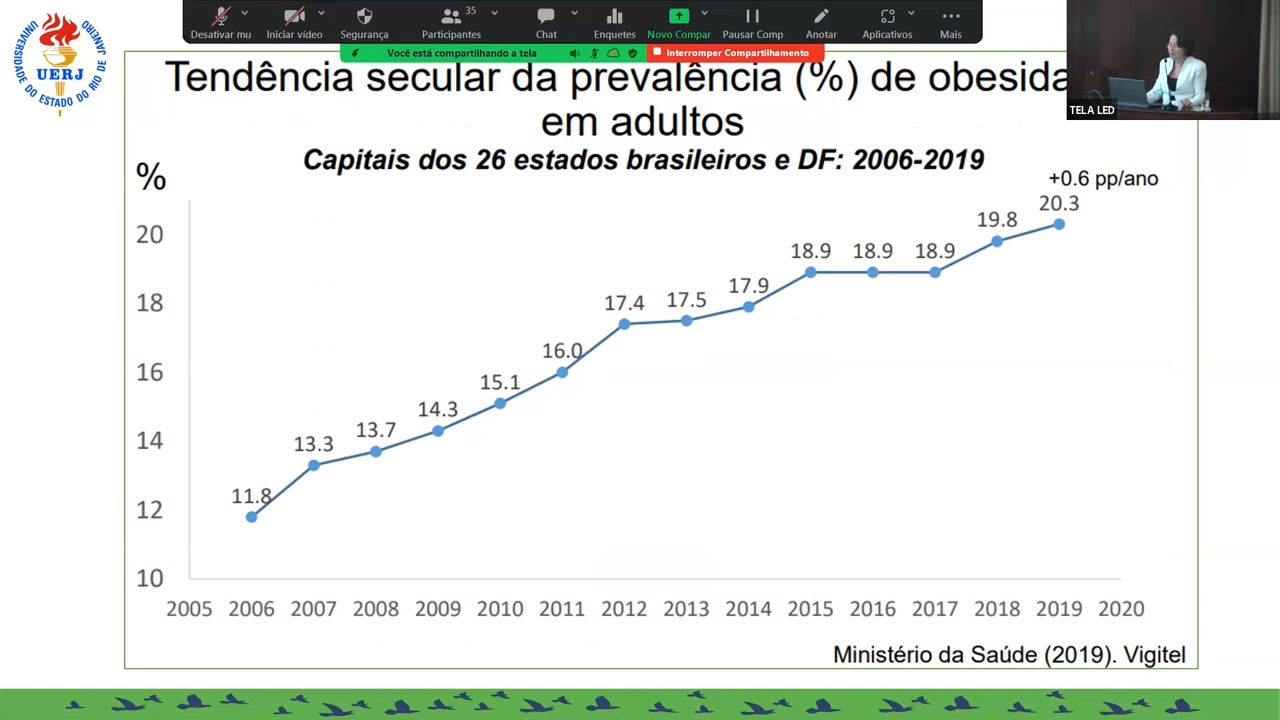 Desativar mu
Iniciar vídeo
Segurança
Participantes
35
Chat
Enquetes
Novo Compar
Pausar Comp
Anotar
Aplicativos
Mais
Você está compartilhando a tela
Interromper Compartilhamento
UNIVERSIDADE DO ESTADO DO RIO DE JANEIRO
UERJ
TELA LED
Tendência secular da prevalência (%) de obesida
em adultos
Capitais dos 26 estados brasileiros e DF: 2006-2019
%
+0.6 pp/ano
20.3
19.8
18.9
18.9
18.9
17.9
17.5
17.4
16.0
15.1
14.3
13.7
13.3
11.8
20
18
16
14
12
10
2005 2006 2007 2008 2009 2010 2011 2012 2013 2014 2015 2016 2017 2018 2019 2020
Ministério da Saúde (2019). Vigitel